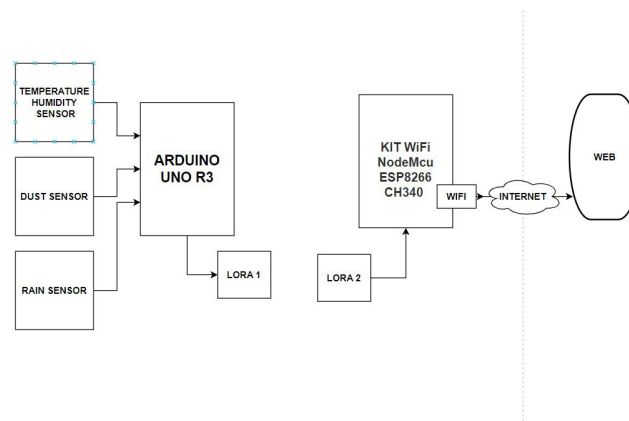 TEMPERATURE
HUMIDITY
SENSOR
DUST SENSOR
RAIN SENSOR
ARDUINO
UNO R3
LORA 1
LORA 2
KIT WiFi
NodeMcu
ESP8266
CH340
WIFI
INTERNET
WEB